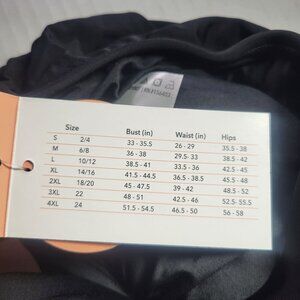 Size Bust (in) Waist (in) Hips
S 2/4 33 - 35.5 26 - 29 35.5 - 38
M 6/8 36 - 38 29.5 - 33 38.5 - 42
L 10/12 38.5 - 41 33.5 - 36 42.5 - 45
XL 14/16 41.5 - 44.5 36.5 - 38.5 45.5 - 48
2XL 18/20 45 - 47.5 39 - 42 48.5 - 52
3XL 22 48 - 51 42.5 - 46 52.5 - 55.5
4XL 24 51.5 - 54.5 46.5 - 50 56 - 58